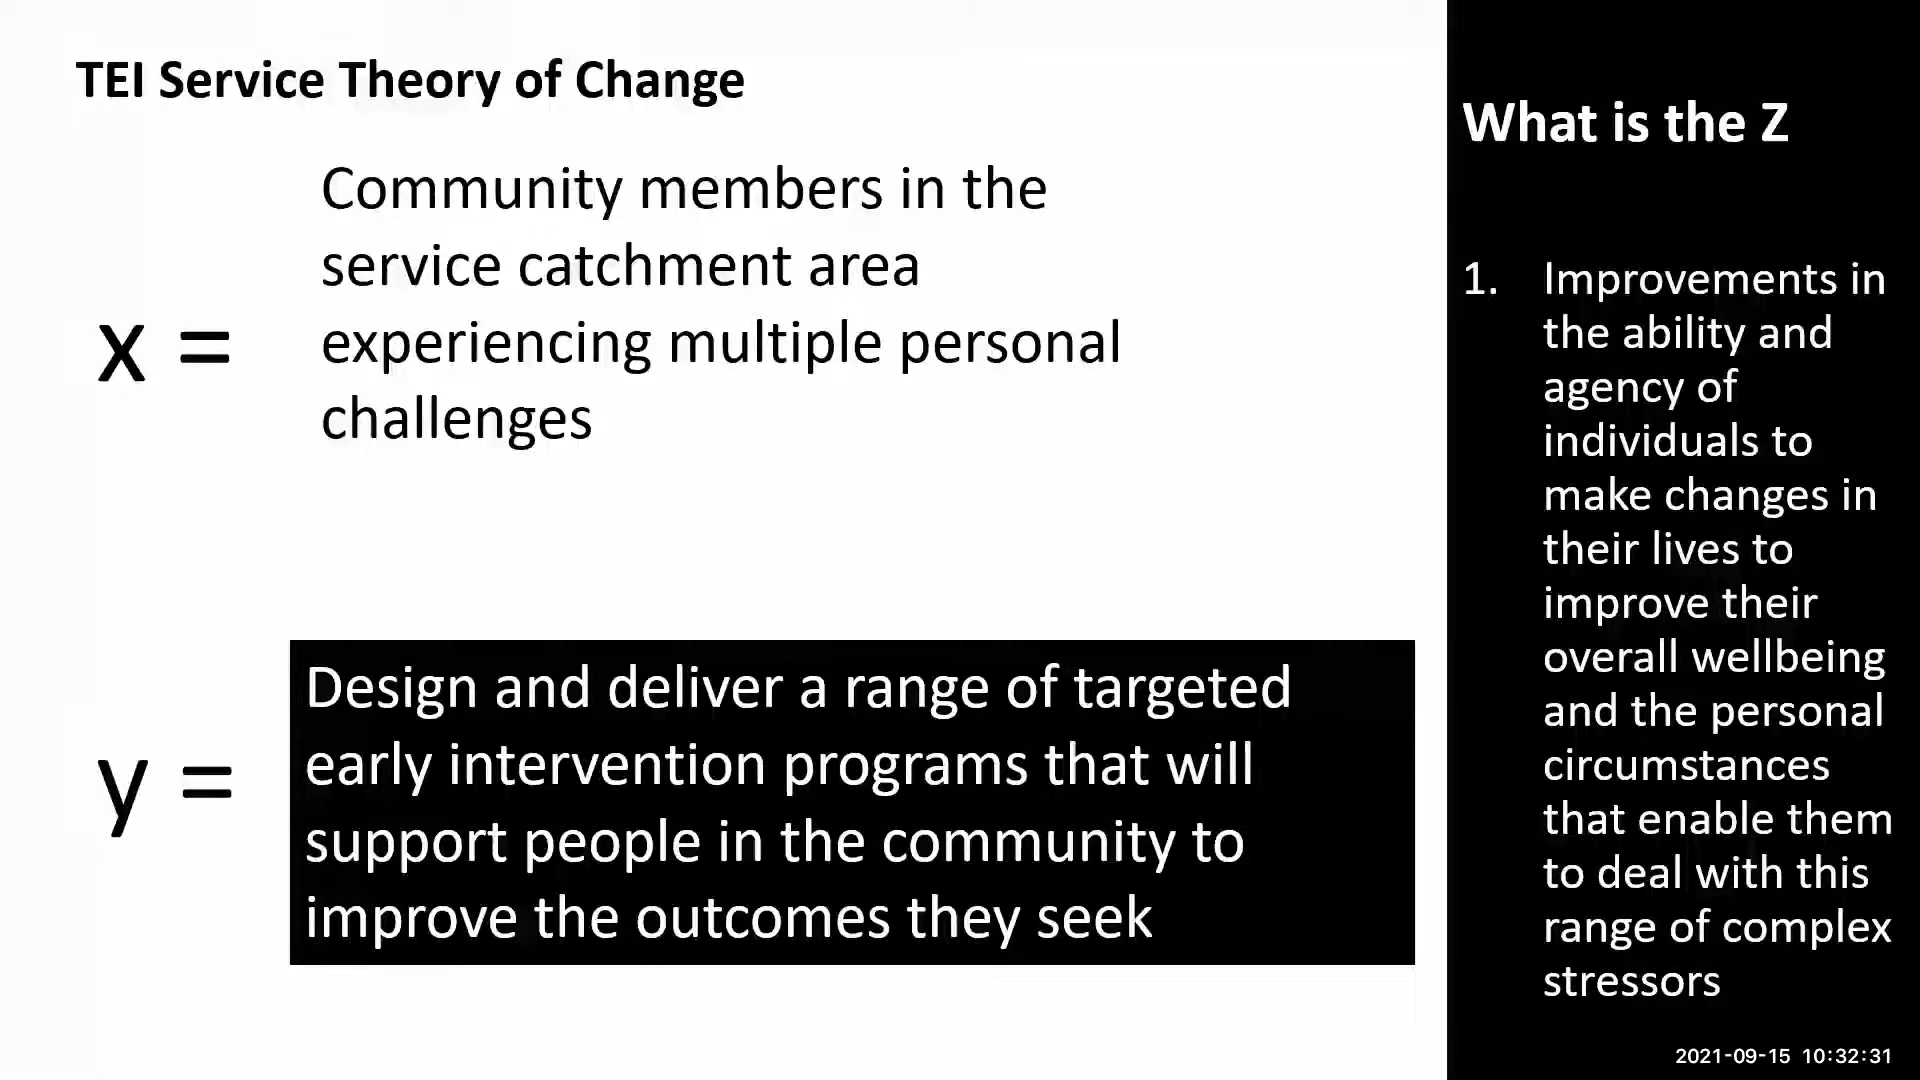 TEI Service Theory of Change
x =
Community members in the
service catchment area
experiencing multiple personal
challenges
y =
Design and deliver a range of targeted
early intervention programs that will
support people in the community to
improve the outcomes they seek
What is the Z
1. Improvements in
the ability and
agency of
individuals to
make changes in
their lives to
improve their
overall wellbeing
and the personal
circumstances
that enable them
to deal with this
range of complex
stressors
2021-09-15 10:32:31